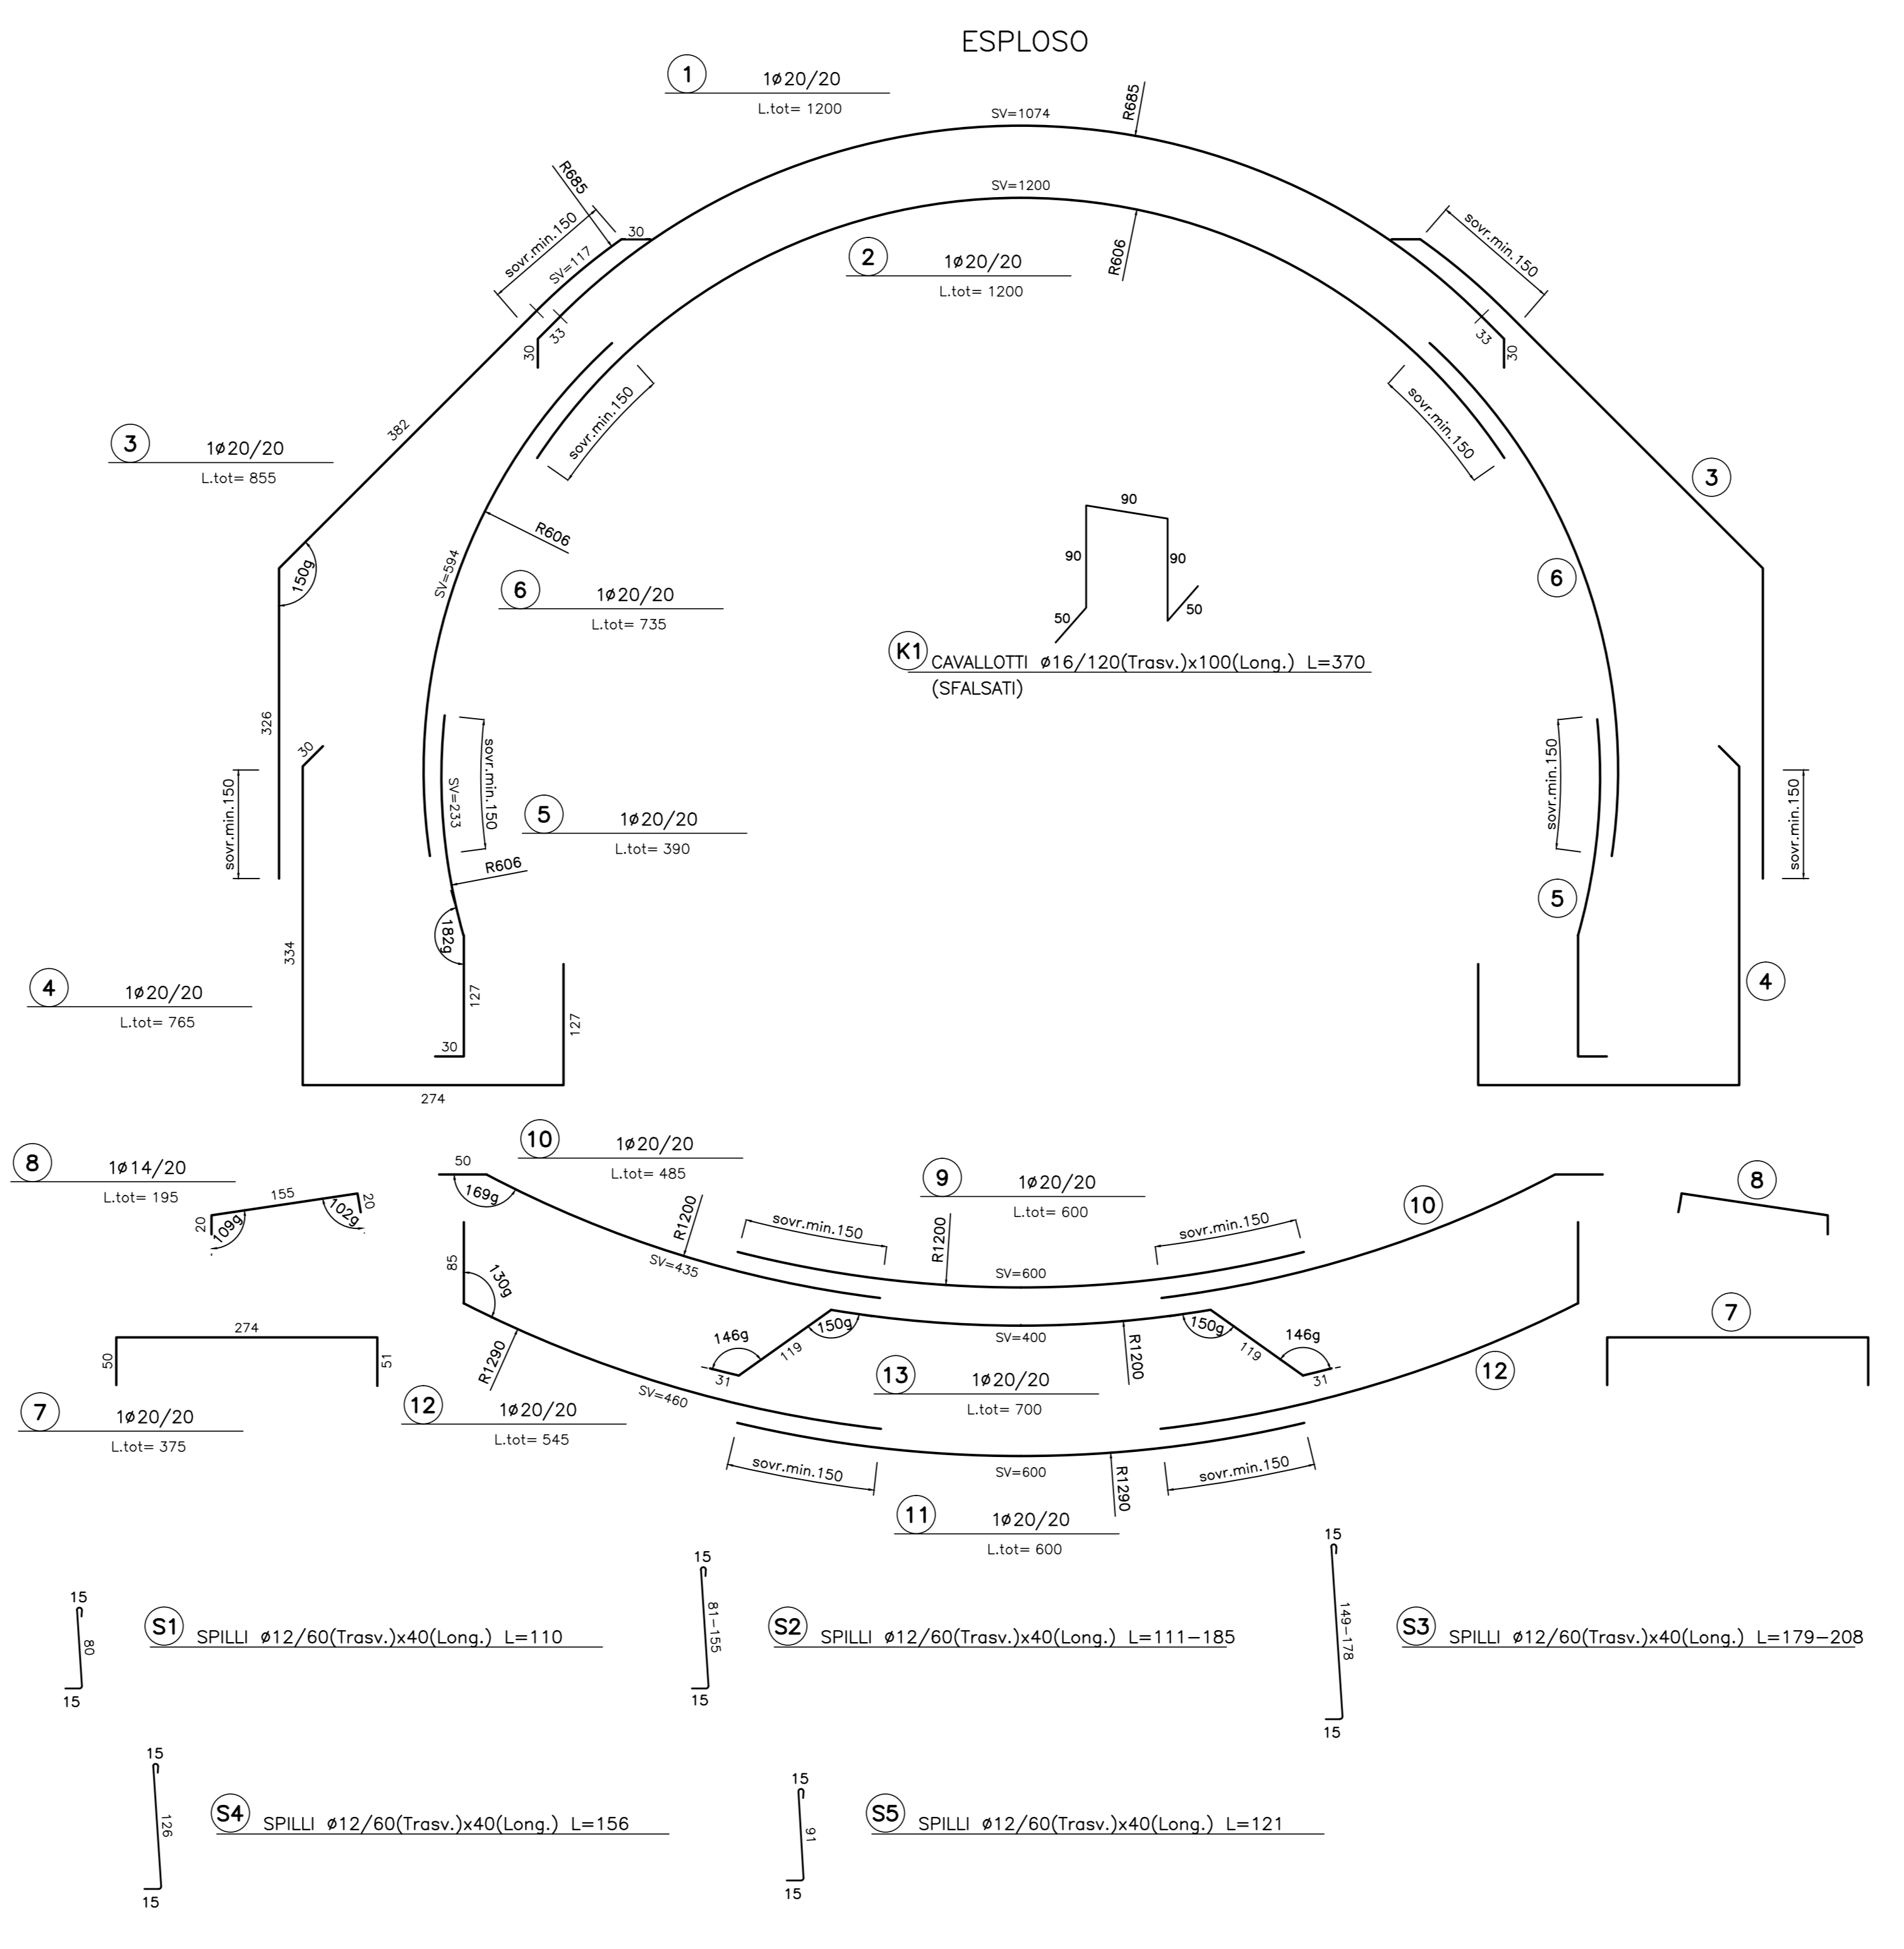 ESPLOSO
1 1ø20/20
L.tot= 1200
SV=1074
R685
R685
sovr.min.150
SV=117
30
33
30
SV=1200
R606
2 1ø20/20
L.tot= 1200
sovr.min.150
33
30
sovr.min.150
sovr.min.150
382
3 1ø20/20
L.tot= 855
3
150g
326
sovr.min.150
R606
SV=594
6 1ø20/20
L.tot= 735
6
90
90
90
50
50
K1 CAVALLOTTI ø16/120(Trasv.)x100(Long.) L=370
(SFALSATI)
30
sovr.min.150
SV=233
5 1ø20/20
L.tot= 390
R606
182g
334
127
30
127
274
4 1ø20/20
L.tot= 765
sovr.min.150
sovr.min.150
5
4
8 1ø14/20
L.tot= 195
155
20
20
109g
102g
10 1ø20/20
L.tot= 485
50
169g
R1200
SV=435
9 1ø20/20
L.tot= 600
sovr.min.150
R1200
sovr.min.150
SV=600
10
8
85
130g
274
50
51
7 1ø20/20
L.tot= 375
R1290
12 1ø20/20
L.tot= 545
SV=460
146g
150g
119
31
SV=400
R1200
150g
119
146g
31
13 1ø20/20
L.tot= 700
12
7
sovr.min.150
SV=600
R1290
sovr.min.150
11 1ø20/20
L.tot= 600
15
80
15
S1 SPILLI ø12/60(Trasv.)x40(Long.) L=110
15
81-155
15
S2 SPILLI ø12/60(Trasv.)x40(Long.) L=111-185
15
149-178
15
S3 SPILLI ø12/60(Trasv.)x40(Long.) L=179-208
15
126
15
S4 SPILLI ø12/60(Trasv.)x40(Long.) L=156
15
91
15
S5 SPILLI ø12/60(Trasv.)x40(Long.) L=121